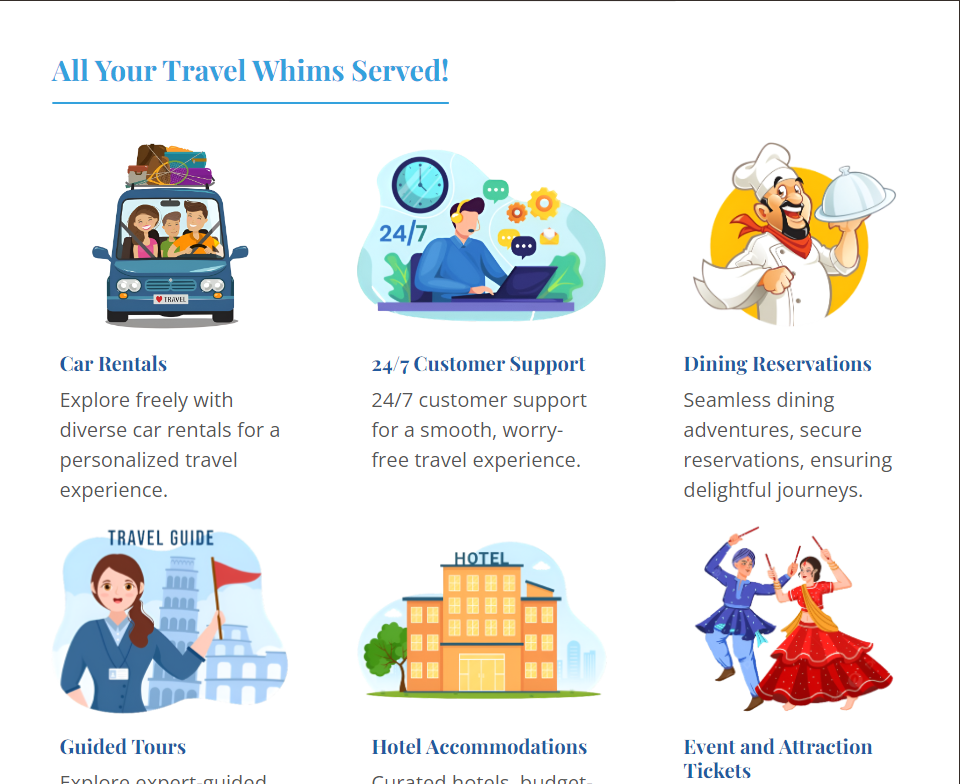 All Your Travel Whims Served!
TRAVEL
24/7
Car Rentals
Explore freely with
diverse car rentals for a
personalized travel
experience.
24/7 Customer Support
24/7 customer support
for a smooth, worry-
free travel experience.
Dining Reservations
Seamless dining
adventures, secure
reservations, ensuring
delightful journeys.
TRAVEL GUIDE
HOTEL
Guided Tours
Explore expert-guided
Hotel Accommodations
Curated hotels, budget-
Event and Attraction
Tickets